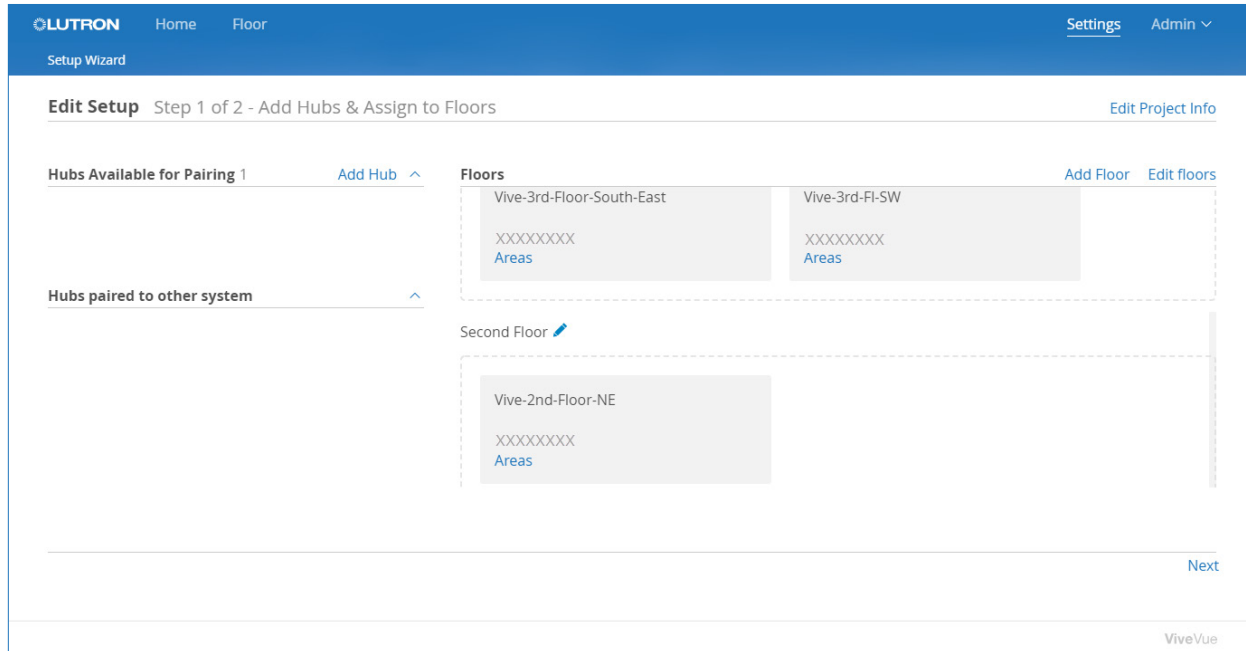 LUTRON Home Floor Settings Admin
Setup Wizard
Edit Setup Step 1 of 2 - Add Hubs & Assign to Floors Edit Project Info
Hubs Available for Pairing 1 Add Hub Floors Add Floor Edit floors
Vive-3rd-Floor-South-East Vive-3rd-Fl-SW
XXXXXXXX XXXXXXXX
Areas Areas
Hubs paired to other system
Second Floor
Vive-2nd-Floor-NE
XXXXXXXX
Areas
Next
ViveVue